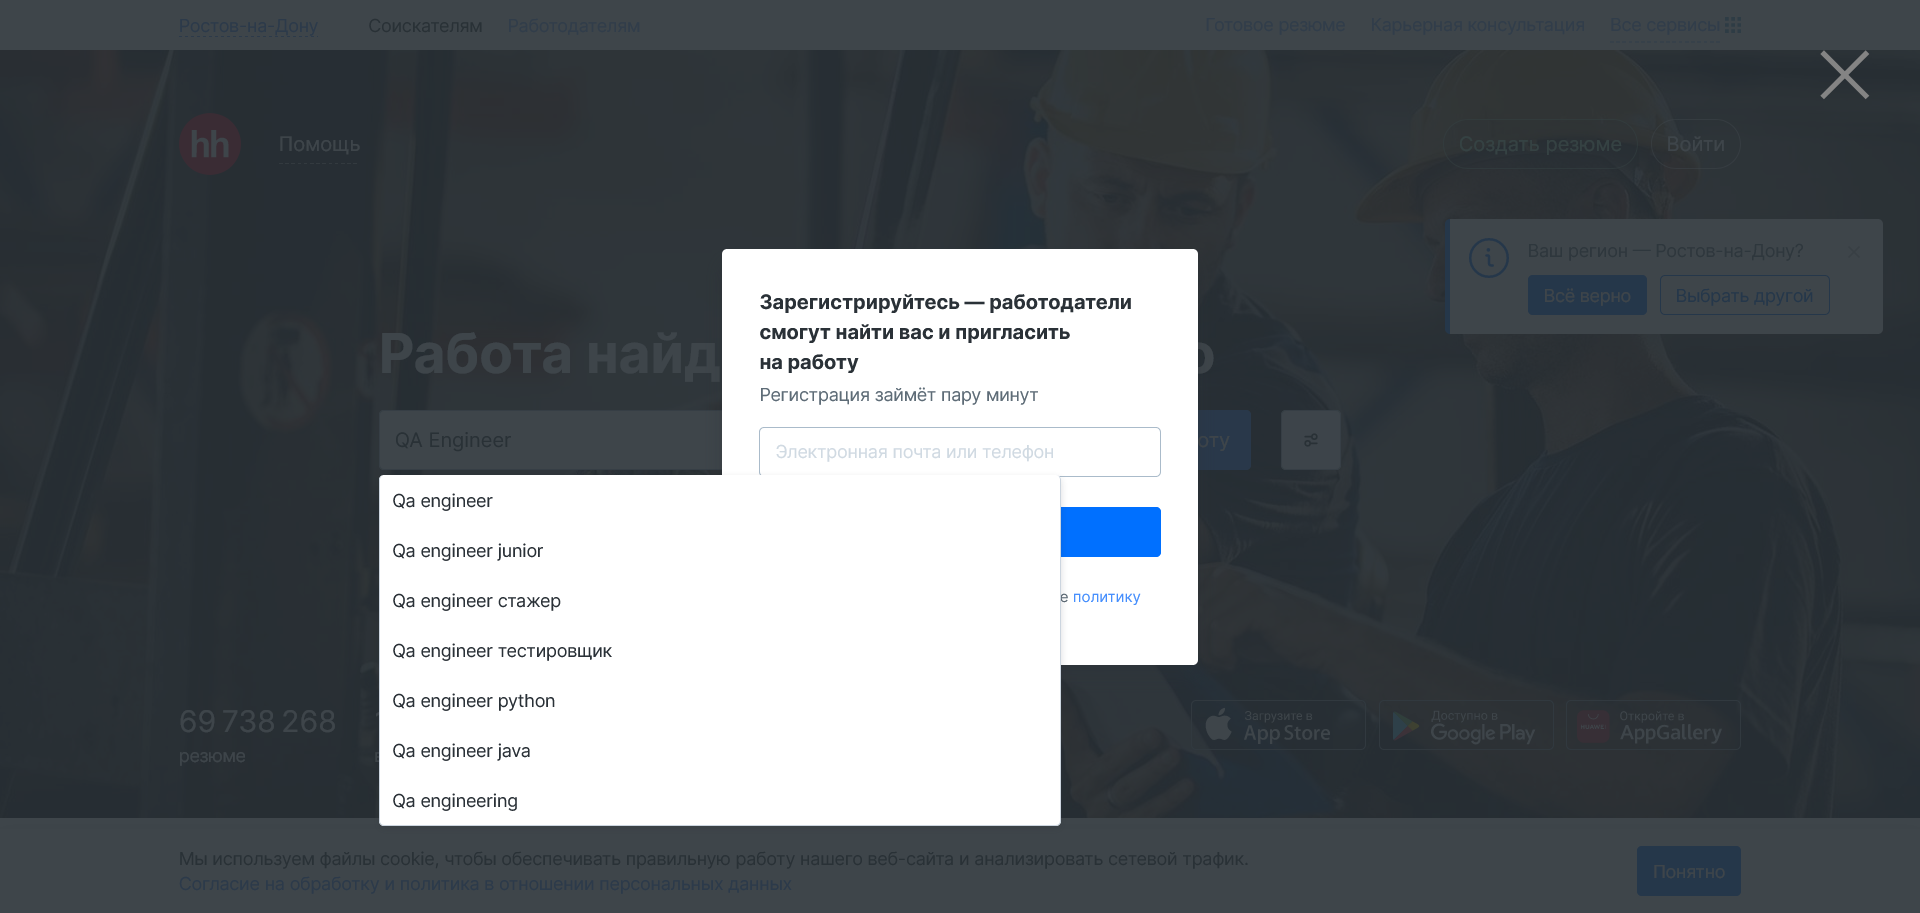 Ростов-на-Дону
Соискателям
Работодателям
Готовое резюме
Карьерная консультация
Все сервисы
hh
Помощь
Создать резюме
Войти
Ваш регион — Ростов-на-Дону?
Всё верно
Выбрать другой
Зарегистрируйтесь — работодатели
смогут найти вас и пригласить
на работу
Регистрация займёт пару минут
Электронная почта или телефон
Работа
QA Engineer
Qa engineer
Qa engineer junior
Qa engineer стажер
Qa engineer тестировщик
Qa engineer python
Qa engineer java
Qa engineering
политику
69 738 268
резюме
Загрузите в
App Store
Доступно в
Google Play
Откройте в
AppGallery
Мы используем файлы cookie, чтобы обеспечивать правильную работу нашего веб-сайта и анализировать сетевой трафик.
Согласие на обработку и политика в отношении персональных данных
Понятно